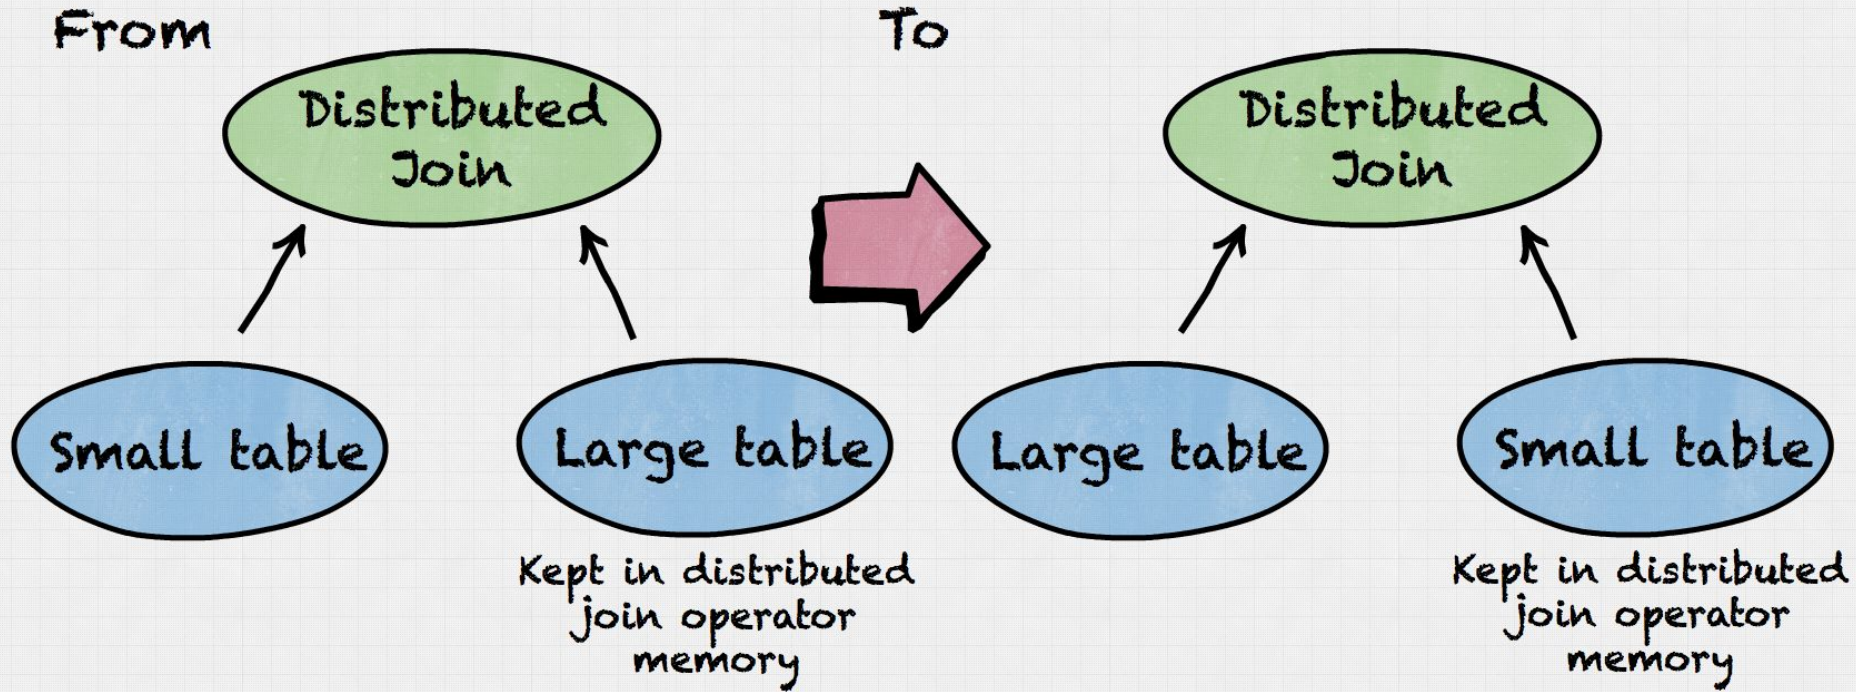 From
Distributed
Join
Small table
Large table
Kept in distributed
join operator
memory
To
Distributed
Join
Large table
Small table
Kept in distributed
join operator
memory